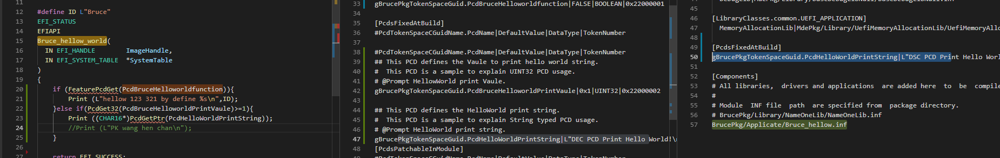 11
12 #define ID L"Bruce"
13 EFI_STATUS
14 EFIAPI
15 Bruce_hellow_world(
16 IN EFI_HANDLE ImageHandle,
17 IN EFI_SYSTEM_TABLE *SystemTable
18 )
19 {
20 if (FeaturePcdGet(PcdBruceHelloworldfunction)){
21 Print (L"hellow 123 321 by define %s\n",ID);
22 }else if(PcdGet32(PcdBruceHelloworldPrintVaule)>=1){
23 Print ((CHAR16*)PcdGetPtr(PcdHelloWorldPrintString));
24 //Print (L"PK wang hen chan\n");
25 }
26
27 return EFI_SUCCESS;
33 gBrucePkgTokenSpaceGuid.PcdBruceHelloworldfunction|FALSE|BOOLEAN|0x22000001
34
35 [PcdsFixedAtBuild]
36 #PcdTokenSpaceCGuidName.PcdName|DefaultValue|DataType|TokenNumber
37
38 #PcdTokenSpaceCGuidName.PcdName|DefaultValue|DataType|TokenNumber
39 ## This PCD defines the Vaule to print hello world string.
40 # This PCD is a sample to explain UINT32 PCD usage.
41 # @Prompt HellowWorld print Vaule.
42 gBrucePkgTokenSpaceGuid.PcdBruceHelloworldPrintVaule|0x1|UINT32|0x22000002
43
44 ## This PCD defines the HelloWorld print string.
45 # This PCD is a sample to explain String typed PCD usage.
46 # @Prompt HelloWorld print string.
47 gBrucePkgTokenSpaceGuid.PcdHelloWorldPrintString|L"DEC PCD Print Hello World!\
48 [PcdsPatchableInModule]
#PcdTokenSpaceCGuidName.PcdName|DefaultValue|DataType|TokenNumber
45
46 [LibraryClasses.common.UEFI_APPLICATION]
47 MemoryAllocationLib|MdePkg/Library/UefiMemoryAllocationLib/UefiMemoryAllo
48
49 [PcdsFixedAtBuild]
50 gBrucePkgTokenSpaceGuid.PcdHelloWorldPrintString|L"DSC PCD Print Hello Worl
51
52 [Components]
53 # All libraries, drivers and applications are added here to be compile
54 #
55 # Module INF file path are specified from package directory.
56 # BrucePkg/Library/NameOneLib/NameOneLib.inf
57 BrucePkg/Applicate/Bruce_hellow.inf